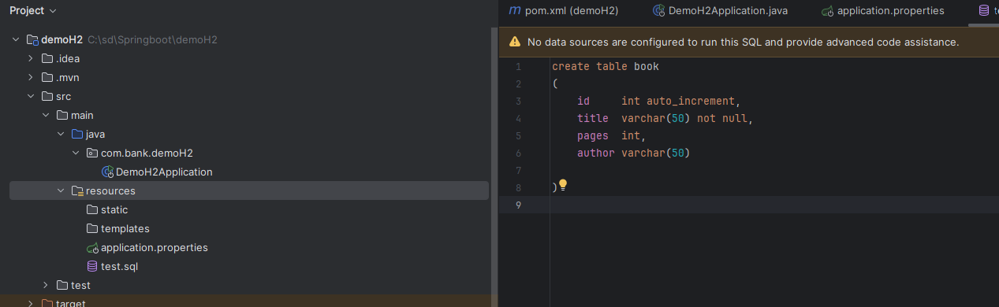 Project
demoH2 C:\sd\Springboot\demoH2
.idea
.mvn
src
main
java
com.bank.demoH2
DemoH2Application
resources
static
templates
application.properties
test.sql
test
target
m pom.xml (demoH2)
DemoH2Application.java
application.properties
No data sources are configured to run this SQL and provide advanced code assistance.
1 create table book
2 (
3 id int auto_increment,
4 title varchar(50) not null,
5 pages int,
6 author varchar(50)
7
8 )
9